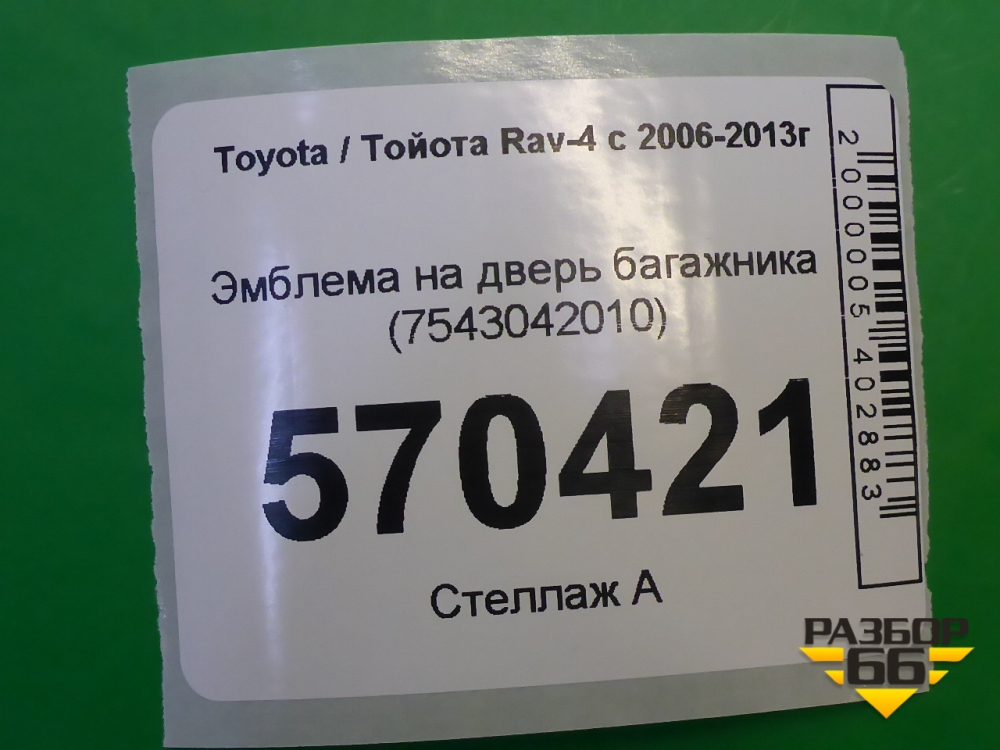 Toyota / Тойота Rav-4 с 2006-2013г
Эмблема на дверь багажника
(7543042010)
570421
Стеллаж А
2000005402883
РАЗБОР
66